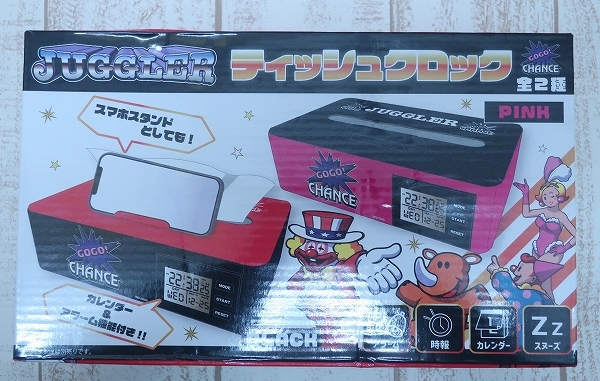 JUGGLER ティッシュクロック
GOGO!
CHANCE
全2種
PINK
スマホスタンド
としても！
JUGGLER
GOGO!
CHANCE
MODE
START
RESET
WED 12-25
GOGO!
CHANCE
22:38
WED 12-25
MODE
START
RESET
カレンダー
&
アラーム機能付き!!
BLACK
時報
カレンダー
Zz
スヌーズ